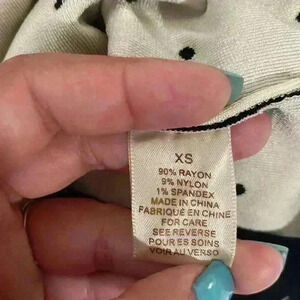 XS
90% RAYON
9% NYLON
1% SPANDEX
MADE IN CHINA
FABRIQUÉ EN CHINE
FOR CARE
SEE REVERSE
POUR ES SOINS
VOIR AU VERSO